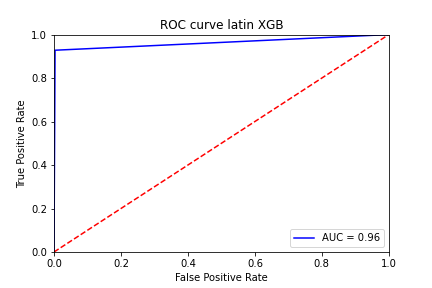 ROC curve latin XGB
1.0
0.8
0.6
0.4
0.2
0.0
True Positive Rate
AUC = 0.96
0.0 0.2 0.4 0.6 0.8 1.0
False Positive Rate